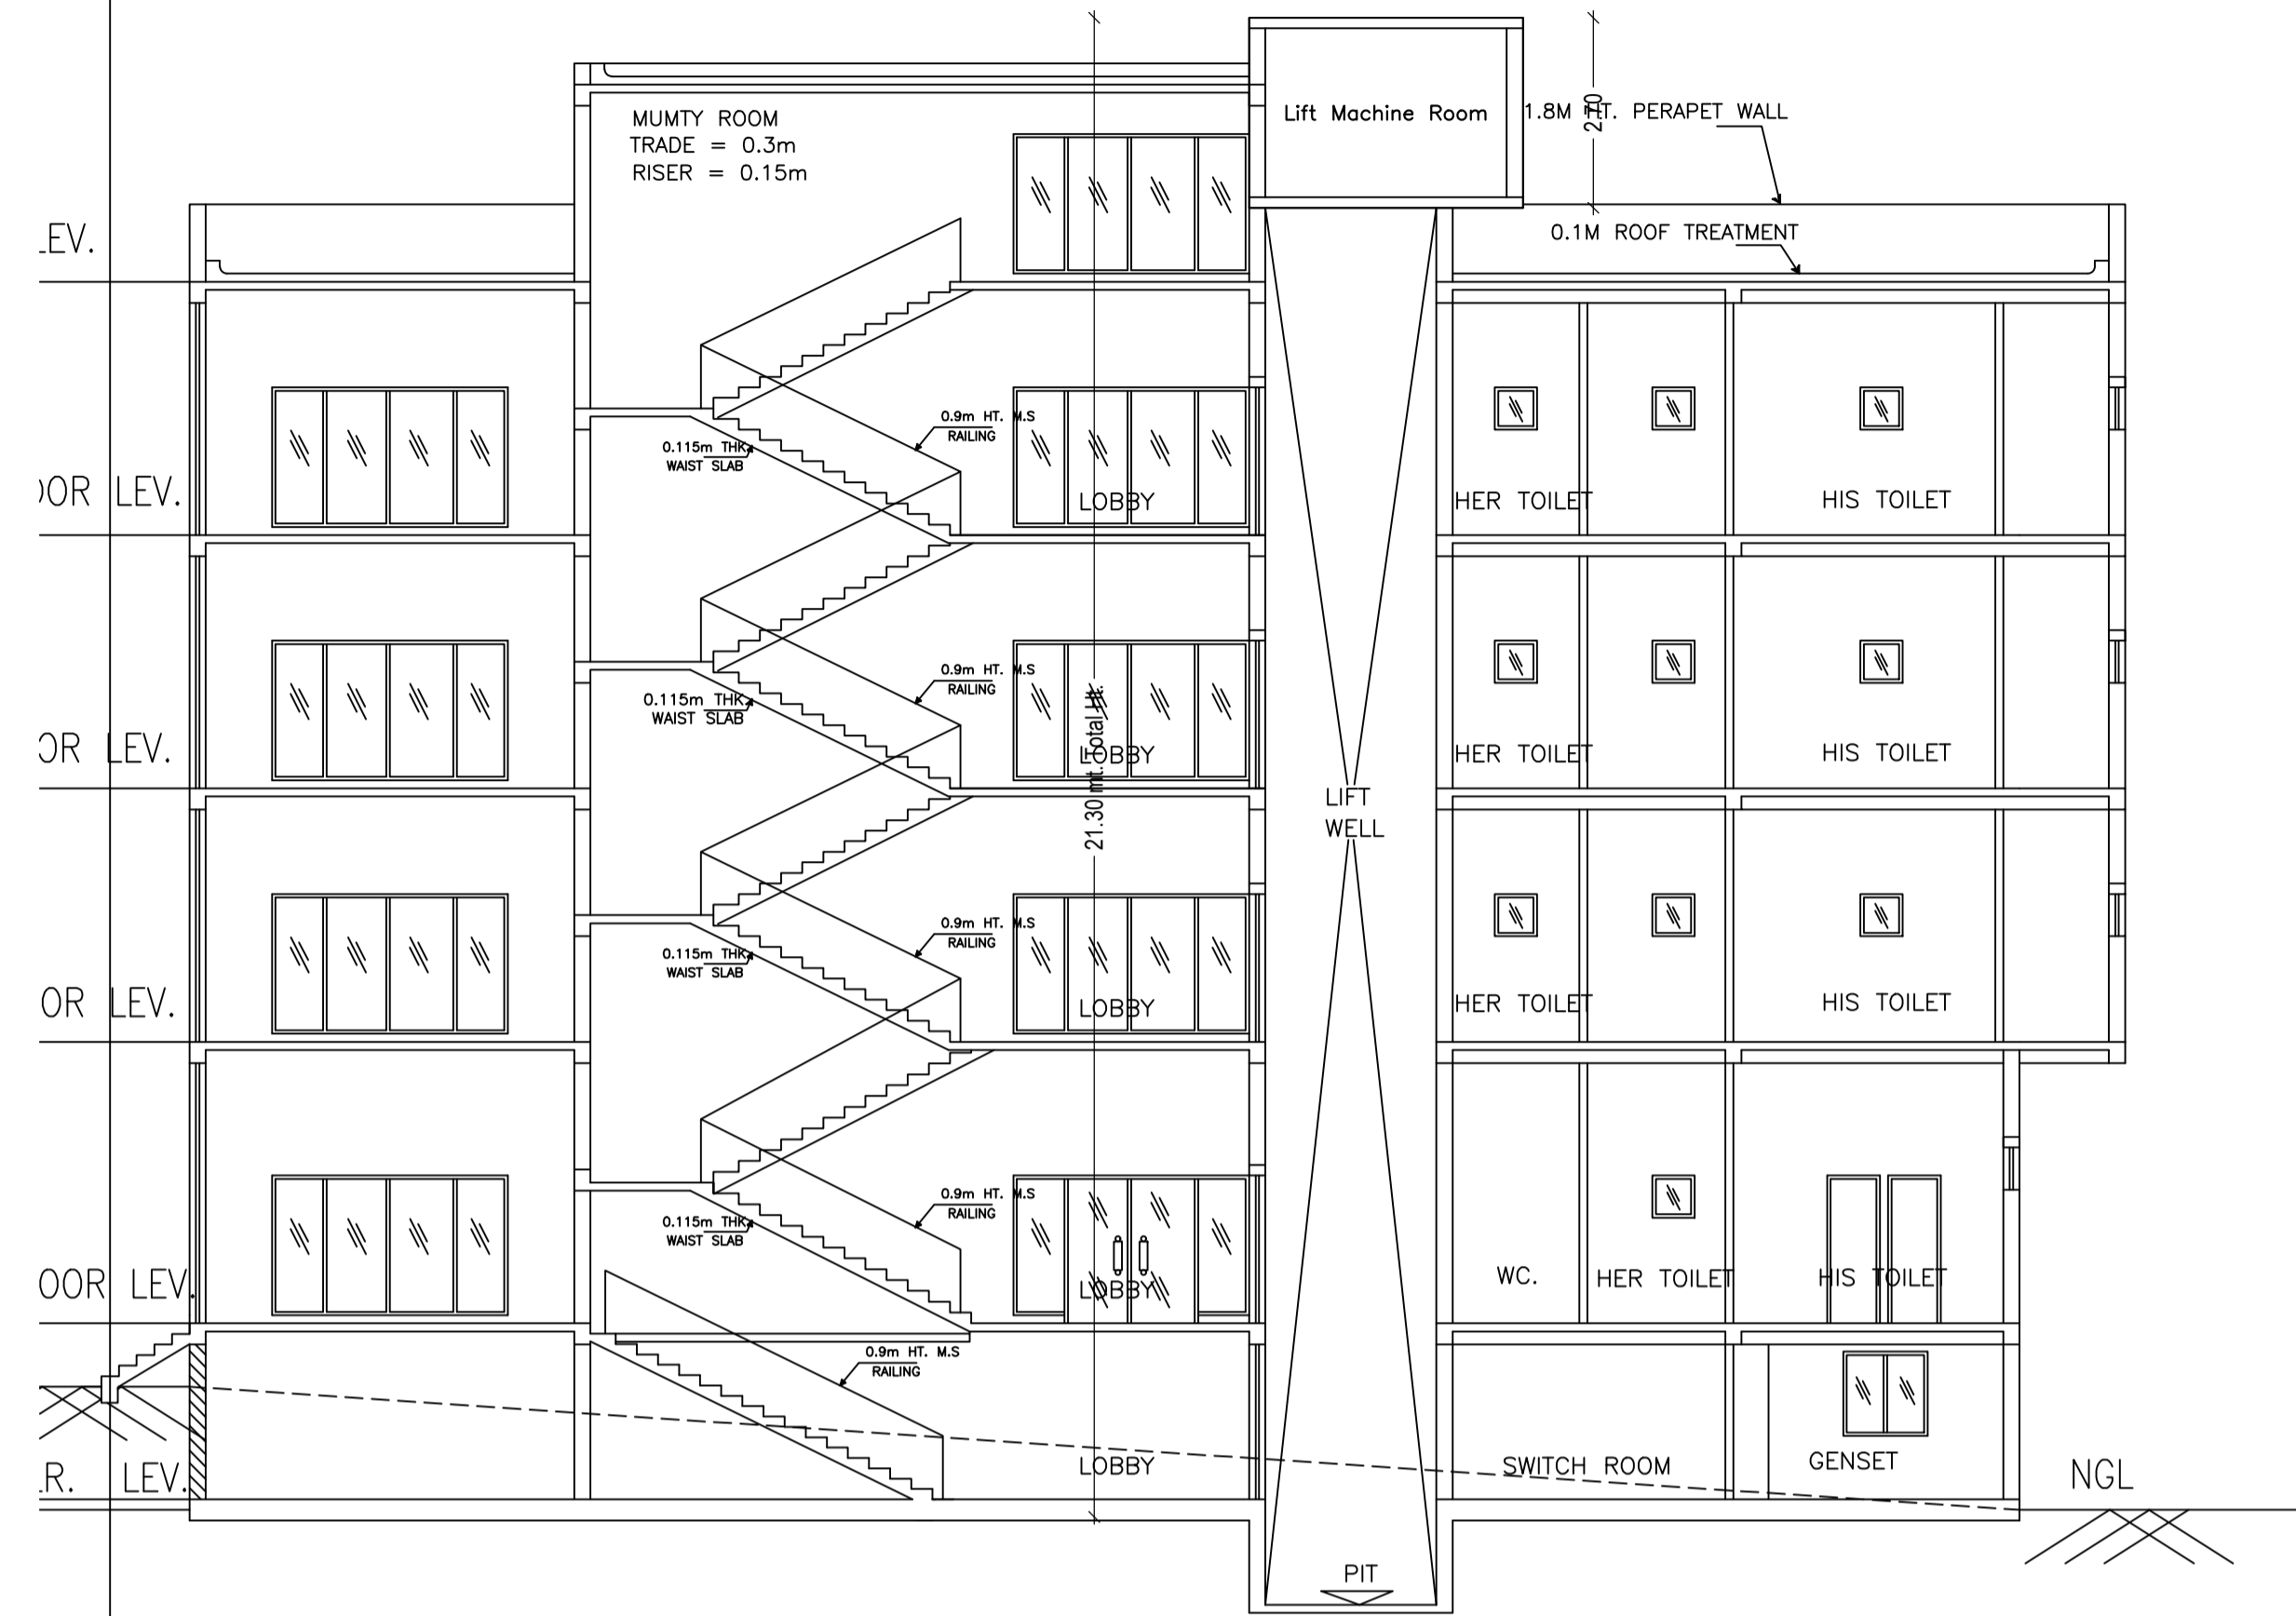 Lift Machine Room
2.70
1.8M HT. PERAPET WALL
MUMTY ROOM
TRADE = 0.3m
RISER = 0.15m
0.1M ROOF TREATMENT
LEV.
0.9m HT. M.S
RAILING
0.115m THK.
WAIST SLAB
OOR LEV.
LOBBY
HER TOILET
HIS TOILET
0.9m HT. M.S
RAILING
0.115m THK.
WAIST SLAB
OR LEV.
LOBBY
HER TOILET
HIS TOILET
21.30 mt. Total Ht.
LIFT
WELL
0.9m HT. M.S
RAILING
0.115m THK.
WAIST SLAB
OR LEV.
LOBBY
HER TOILET
HIS TOILET
0.9m HT. M.S
RAILING
0.115m THK.
WAIST SLAB
OOR LEV.
LOBBY
WC.
HER TOILET
HIS TOILET
0.9m HT. M.S
RAILING
R. LEV.
LOBBY
SWITCH ROOM
GENSET
NGL
PIT